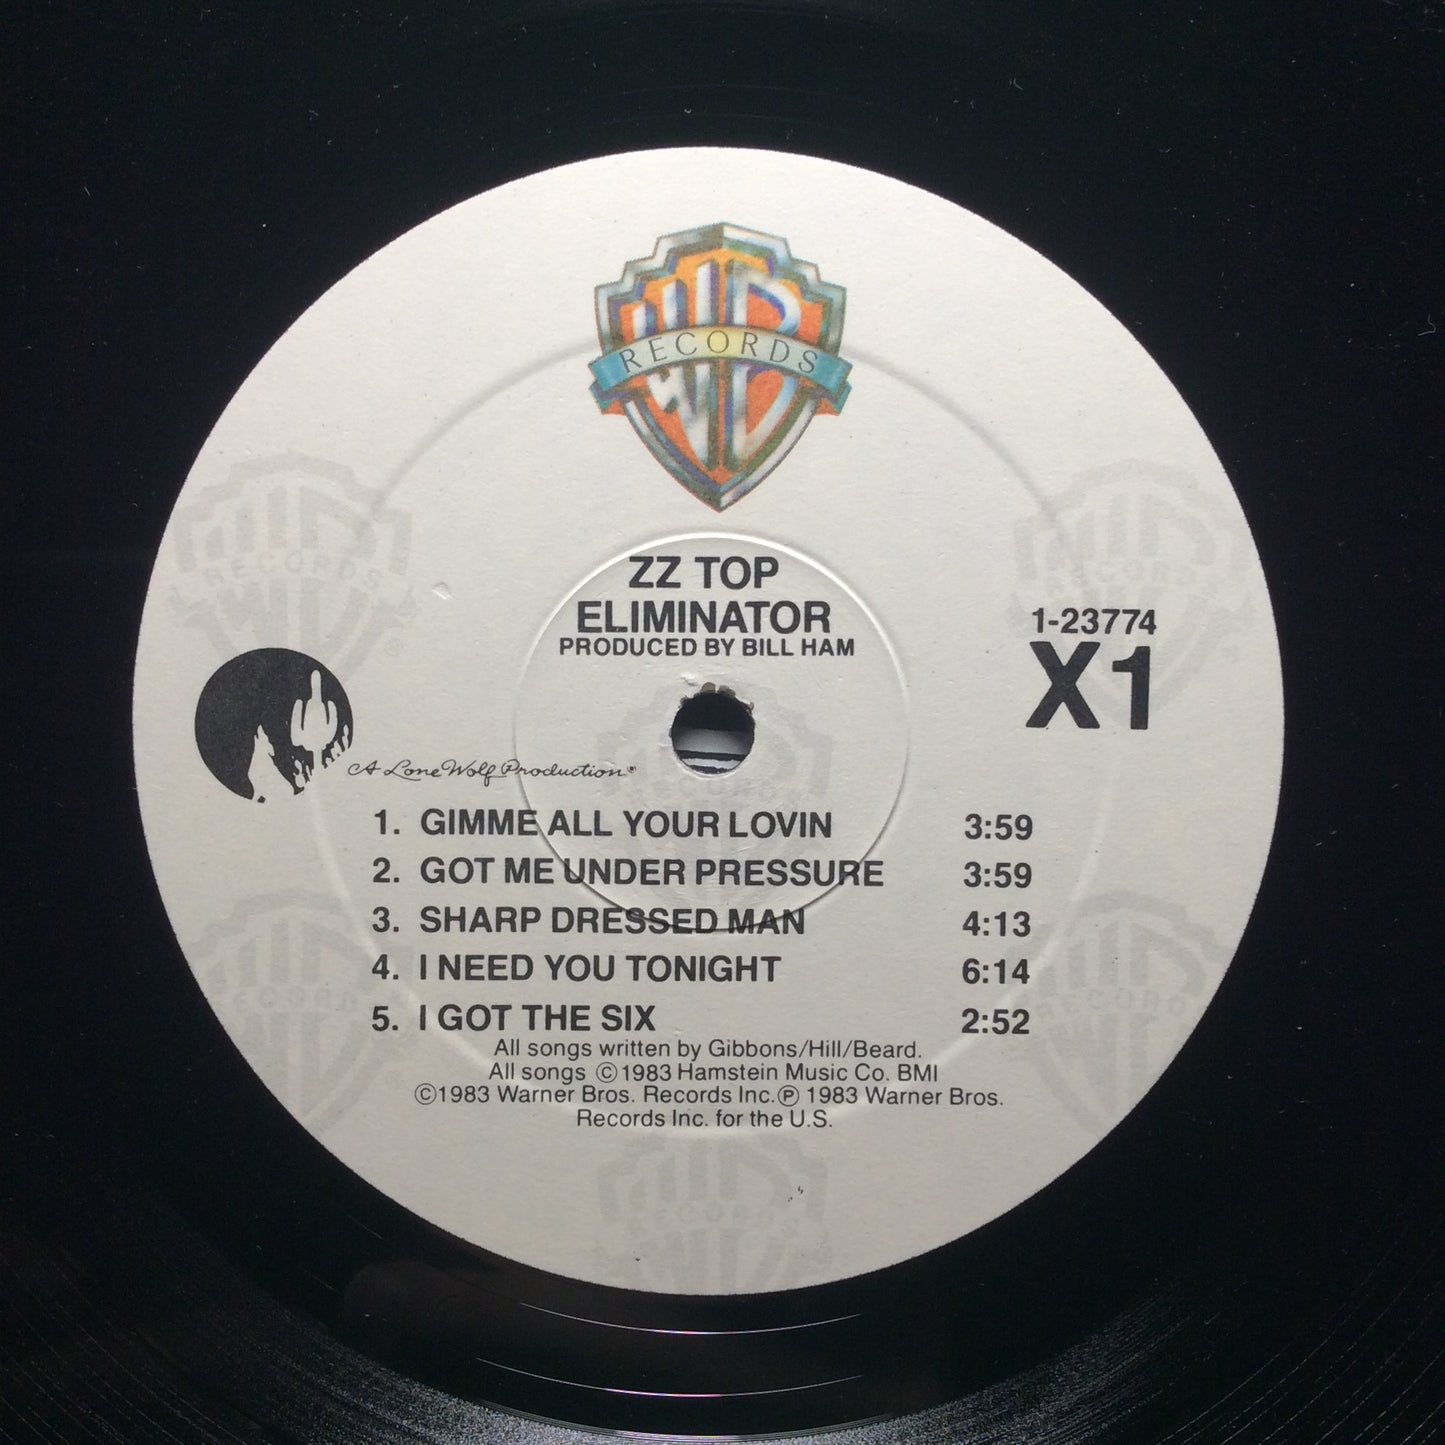 WB
RECORDS
ZZ TOP
ELIMINATOR
PRODUCED BY BILL HAM
1-23774
X1
A Lone Wolf Production®
1. GIMME ALL YOUR LOVIN 3:59
2. GOT ME UNDER PRESSURE 3:59
3. SHARP DRESSED MAN 4:13
4. I NEED YOU TONIGHT 6:14
5. I GOT THE SIX 2:52
All songs written by Gibbons/Hill/Beard.
All songs ©1983 Hamstein Music Co. BMI
©1983 Warner Bros. Records Inc. ℗ 1983 Warner Bros.
Records Inc. for the U.S.